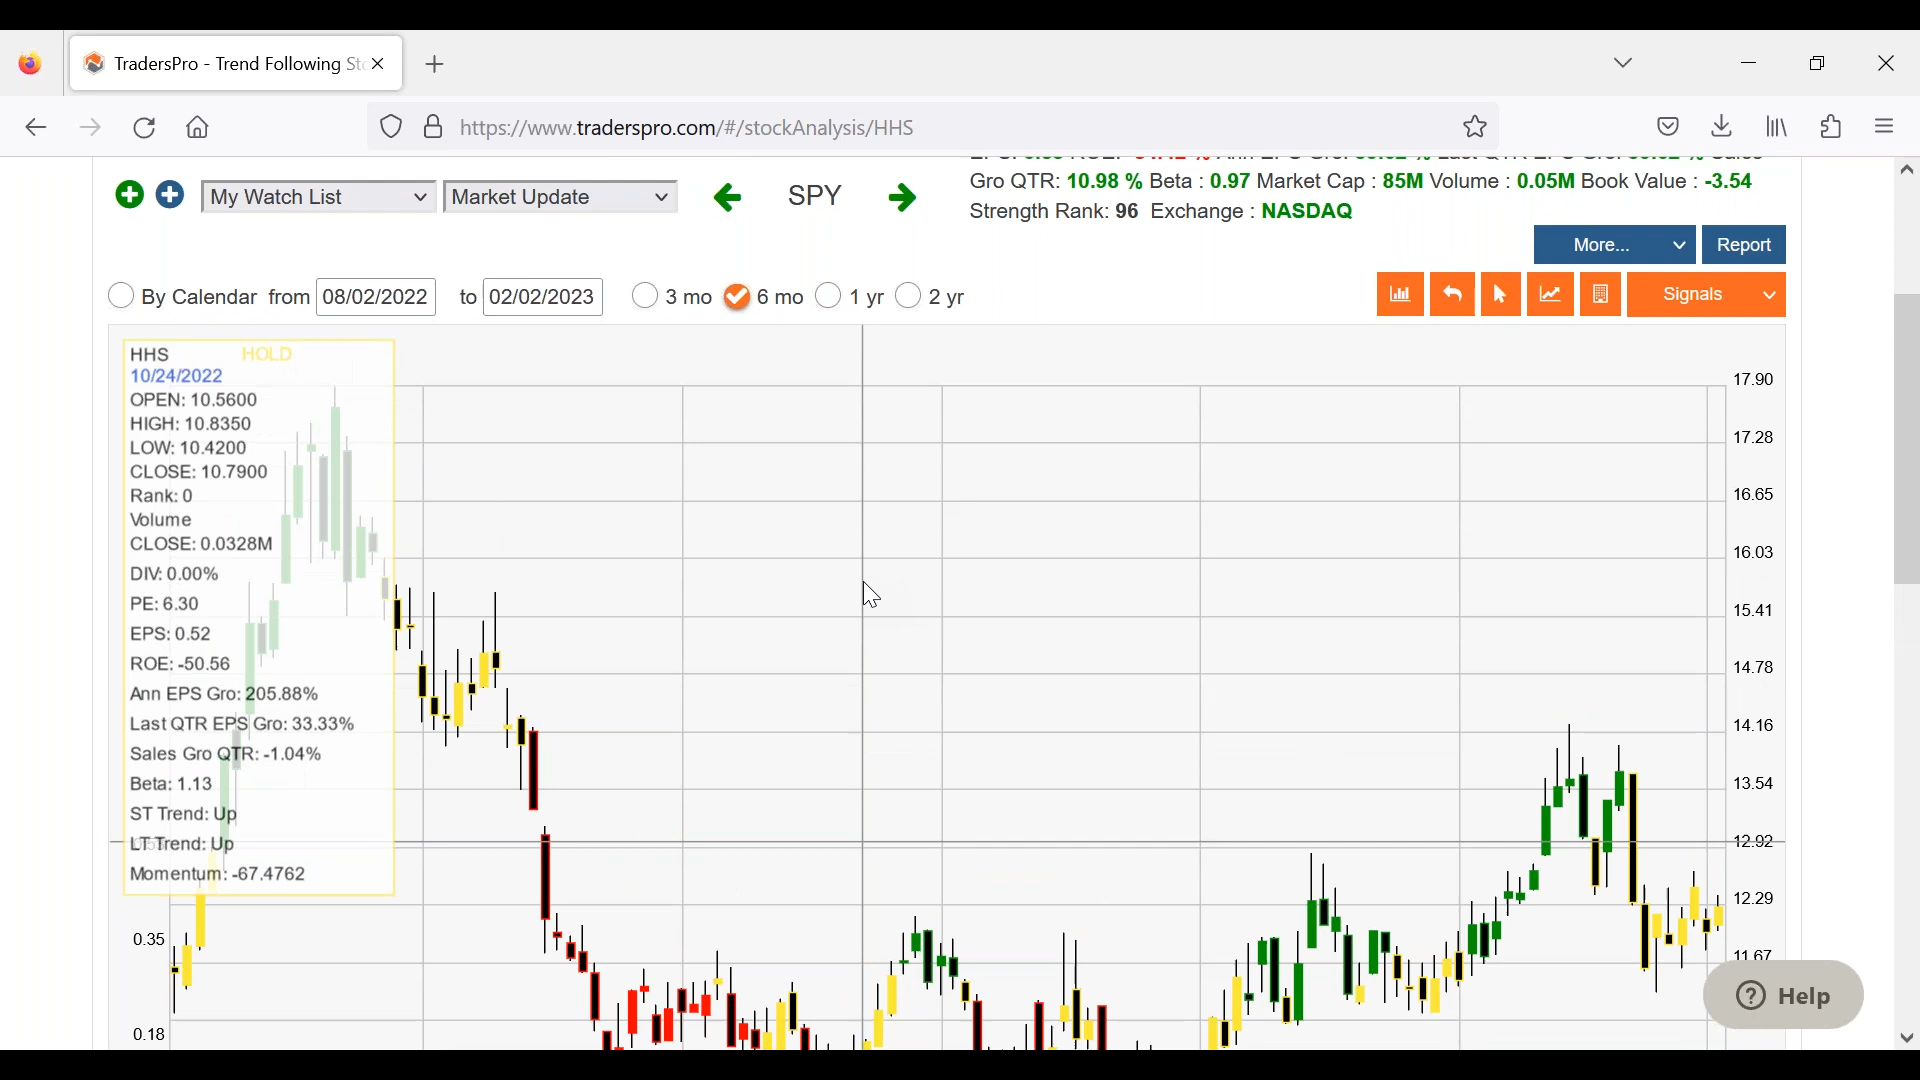 TradersPro - Trend Following Sto
https://www.traderspro.com/#/stockAnalysis/HHS
My Watch List
Market Update
SPY
Gro QTR: 10.98 % Beta : 0.97 Market Cap : 85M Volume : 0.05M Book Value : -3.54
Strength Rank: 96 Exchange : NASDAQ
More...
Report
By Calendar from 08/02/2022 to 02/02/2023 3 mo 6 mo 1 yr 2 yr
Signals
HHS HOLD
10/24/2022
OPEN: 10.5600
HIGH: 10.8350
LOW: 10.4200
CLOSE: 10.7900
Rank: 0
Volume
CLOSE: 0.0328M
DIV: 0.00%
PE: 6.30
EPS: 0.52
ROE: -50.56
Ann EPS Gro: 205.88%
Last QTR EPS Gro: 33.33%
Sales Gro QTR: -1.04%
Beta: 1.13
ST Trend: Up
LT Trend: Up
Momentum: -67.4762
0.35
0.18
17.90
17.28
16.65
16.03
15.41
14.78
14.16
13.54
12.92
12.29
11.67
Help